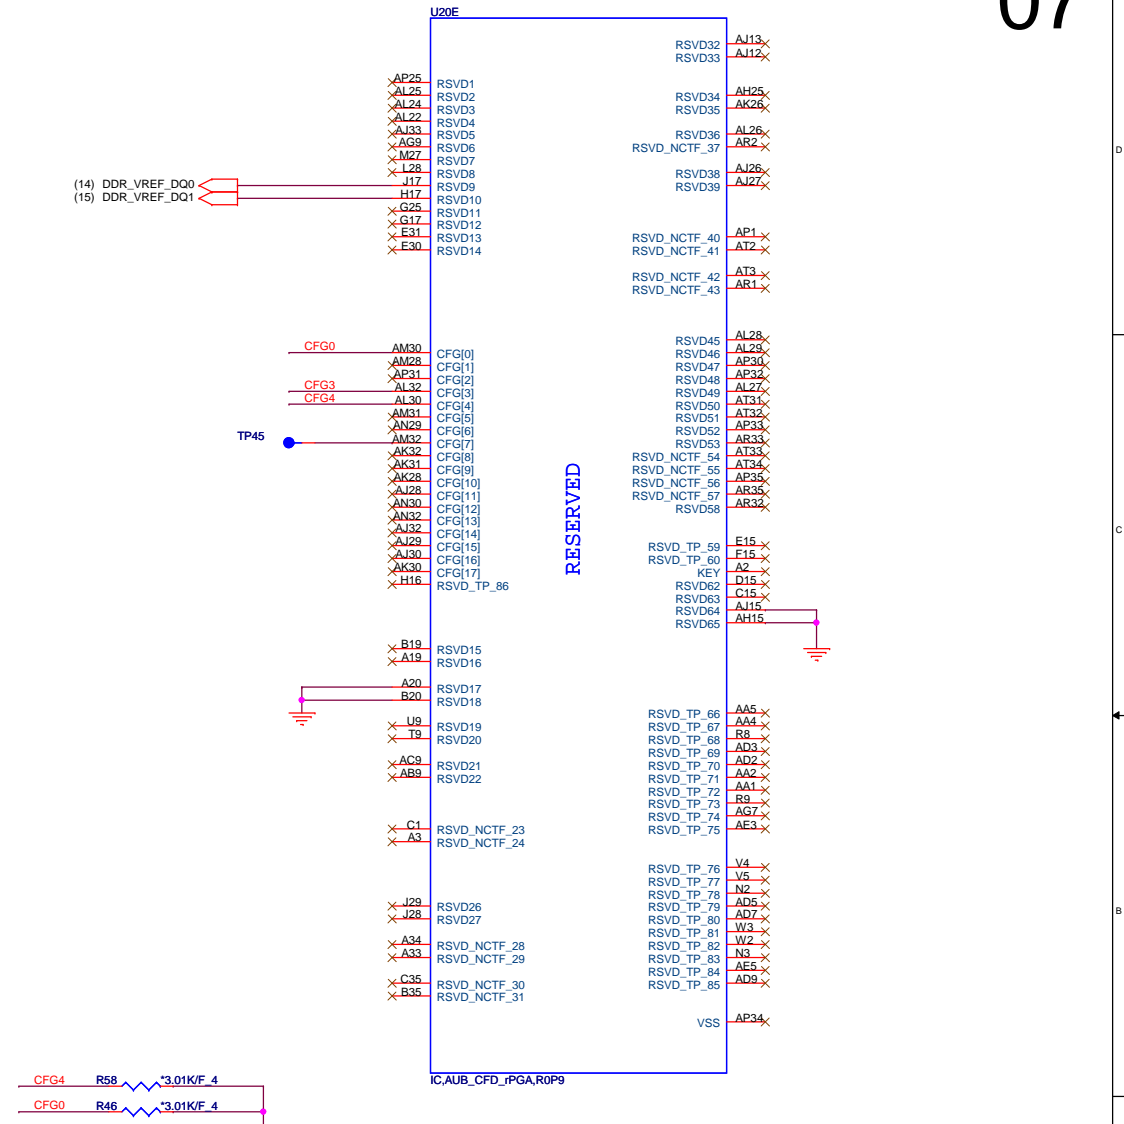 07
U20E
AP25 RSVD1
AL25 RSVD2
AL24 RSVD3
AL22 RSVD4
AJ33 RSVD5
AG9 RSVD6
M27 RSVD7
L28 RSVD8
(14) DDR_VREF_DQ0 J17 RSVD9
(15) DDR_VREF_DQ1 H17 RSVD10
G25 RSVD11
G17 RSVD12
E31 RSVD13
E30 RSVD14
CFG0 AM30 CFG[0]
AM28 CFG[1]
AP31 CFG[2]
CFG3 AL32 CFG[3]
CFG4 AL30 CFG[4]
AM31 CFG[5]
AN29 CFG[6]
TP45 AM32 CFG[7]
AK32 CFG[8]
AK31 CFG[9]
AK28 CFG[10]
AJ28 CFG[11]
AN30 CFG[12]
AN32 CFG[13]
AJ32 CFG[14]
AJ29 CFG[15]
AJ30 CFG[16]
AK30 CFG[17]
H16 RSVD_TP_86
B19 RSVD15
A19 RSVD16
A20 RSVD17
B20 RSVD18
U9 RSVD19
T9 RSVD20
AC9 RSVD21
AB9 RSVD22
C1 RSVD_NCTF_23
A3 RSVD_NCTF_24
J29 RSVD26
J28 RSVD27
A34 RSVD_NCTF_28
A33 RSVD_NCTF_29
C35 RSVD_NCTF_30
B35 RSVD_NCTF_31
RESERVED
RSVD32 AJ13
RSVD33 AJ12
RSVD34 AH25
RSVD35 AK26
RSVD36 AL26
RSVD_NCTF_37 AR2
RSVD38 AJ26
RSVD39 AJ27
RSVD_NCTF_40 AP1
RSVD_NCTF_41 AT2
RSVD_NCTF_42 AT3
RSVD_NCTF_43 AR1
RSVD45 AL28
RSVD46 AL29
RSVD47 AP30
RSVD48 AP32
RSVD49 AL27
RSVD50 AT31
RSVD51 AT32
RSVD52 AP33
RSVD53 AR33
RSVD_NCTF_54 AT33
RSVD_NCTF_55 AT34
RSVD_NCTF_56 AP35
RSVD_NCTF_57 AR35
RSVD58 AR32
RSVD_TP_59 E15
RSVD_TP_60 F15
KEY A2
RSVD62 D15
RSVD63 C15
RSVD64 AJ15
RSVD65 AH15
RSVD_TP_66 AA5
RSVD_TP_67 AA4
RSVD_TP_68 R8
RSVD_TP_69 AD3
RSVD_TP_70 AD2
RSVD_TP_71 AA2
RSVD_TP_72 AA1
RSVD_TP_73 R9
RSVD_TP_74 AG7
RSVD_TP_75 AE3
RSVD_TP_76 V4
RSVD_TP_77 V5
RSVD_TP_78 N2
RSVD_TP_79 AD5
RSVD_TP_80 AD7
RSVD_TP_81 W3
RSVD_TP_82 W2
RSVD_TP_83 N3
RSVD_TP_84 AE5
RSVD_TP_85 AD9
VSS AP34
IC,AUB_CFD_rPGA,R0P9
CFG4 R58 *3.01K/F_4
CFG0 R46 *3.01K/F_4
D
C
B